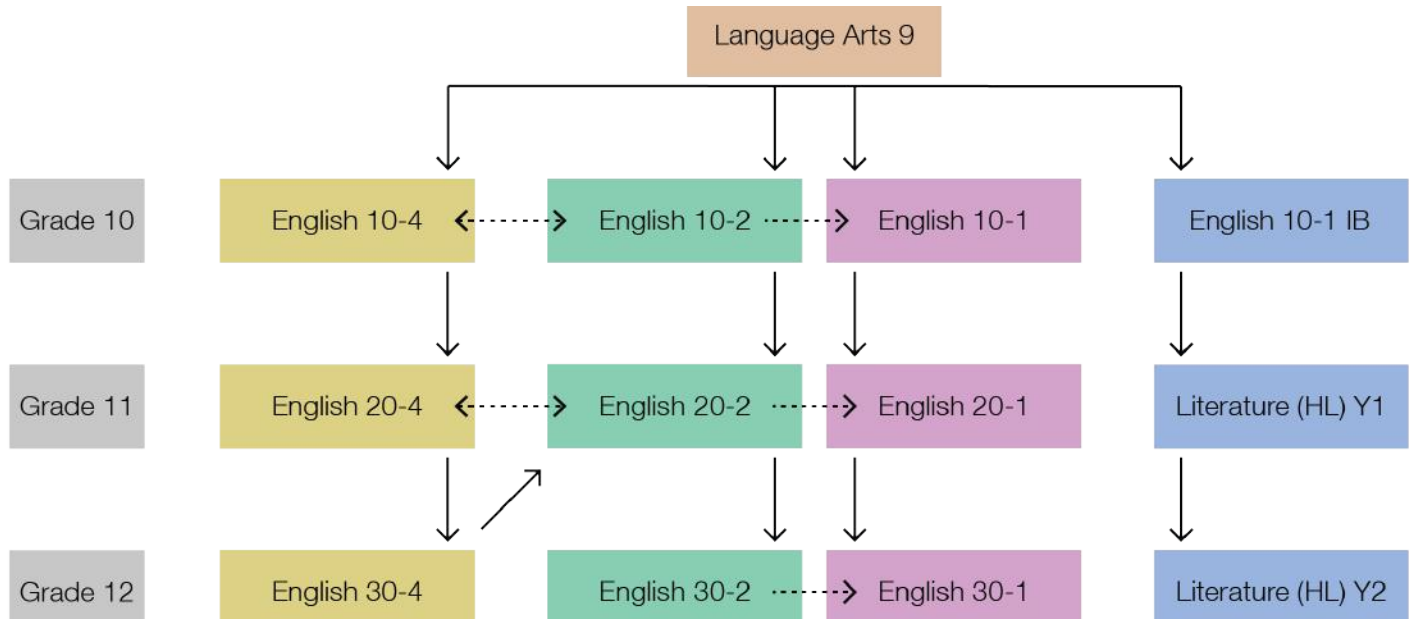 Language Arts 9
Grade 10
English 10-4
English 10-2
English 10-1
English 10-1 IB
Grade 11
English 20-4
English 20-2
English 20-1
Literature (HL) Y1
Grade 12
English 30-4
English 30-2
English 30-1
Literature (HL) Y2